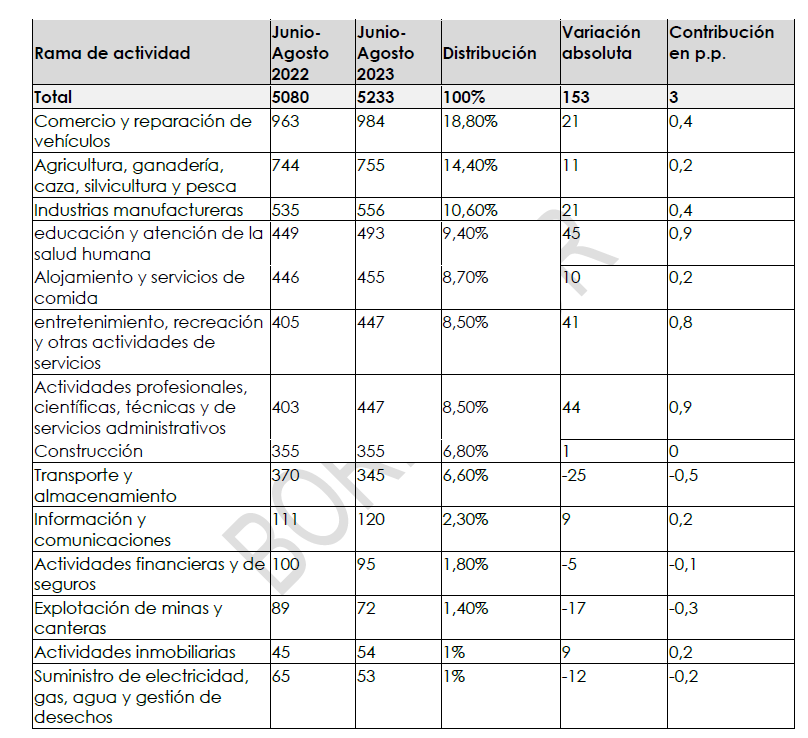 Rama de actividad Junio-Agosto 2022 Junio-Agosto 2023 Distribución Variación absoluta Contribución en p.p.
Total 5080 5233 100% 153 3
Comercio y reparación de vehículos 963 984 18,80% 21 0,4
Agricultura, ganadería, caza, silvicultura y pesca 744 755 14,40% 11 0,2
Industrias manufactureras 535 556 10,60% 21 0,4
educación y atención de la salud humana 449 493 9,40% 45 0,9
Alojamiento y servicios de comida 446 455 8,70% 10 0,2
entretenimiento, recreación y otras actividades de servicios 405 447 8,50% 41 0,8
Actividades profesionales, científicas, técnicas y de servicios administrativos 403 447 8,50% 44 0,9
Construcción 355 355 6,80% 1 0
Transporte y almacenamiento 370 345 6,60% -25 -0,5
Información y comunicaciones 111 120 2,30% 9 0,2
Actividades financieras y de seguros 100 95 1,80% -5 -0,1
Explotación de minas y canteras 89 72 1,40% -17 -0,3
Actividades inmobiliarias 45 54 1% 9 0,2
Suministro de electricidad, gas, agua y gestión de desechos 65 53 1% -12 -0,2